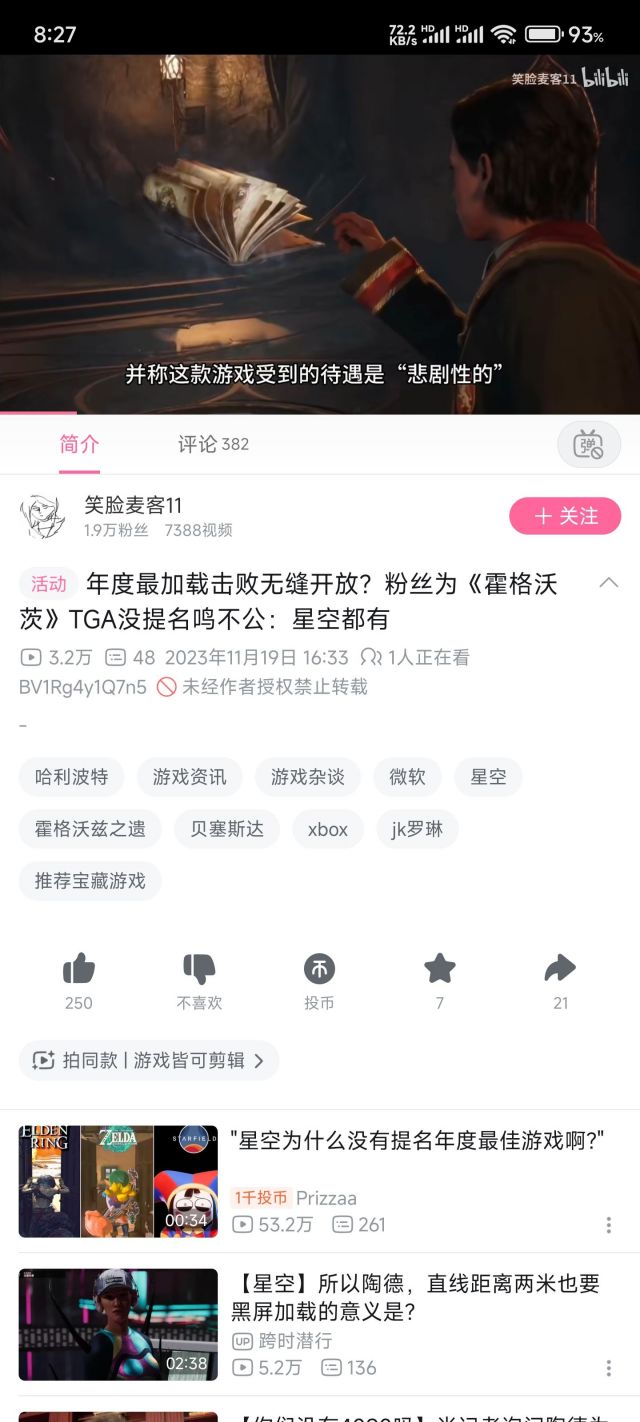 8:27
72.2 KB/s HD HD 93%
笑脸麦客11 bilibili
并称这款游戏受到的待遇是“悲剧性的”
简介 评论 382 弹
笑脸麦客11
1.9万粉丝 7388视频
+ 关注
活动 年度最加载击败无缝开放？粉丝为《霍格沃
茨》TGA没提名鸣不公：星空都有
3.2万 48 2023年11月19日 16:33 1人正在看
BV1Rg4y1Q7n5 未经作者授权禁止转载
-
哈利波特 游戏资讯 游戏杂谈 微软 星空
霍格沃兹之遗 贝塞斯达 xbox jk罗琳
推荐宝藏游戏
250 不喜欢 投币 7 21
拍同款 | 游戏皆可剪辑 >
ELDEN RING ZELDA STARFIELD
00:34
"星空为什么没有提名年度最佳游戏啊?"
1千投币 Prizzaa
53.2万 261
02:38
【星空】所以陶德，直线距离两米也要
黑屏加载的意义是？
UP 跨时潜行
5.2万 136